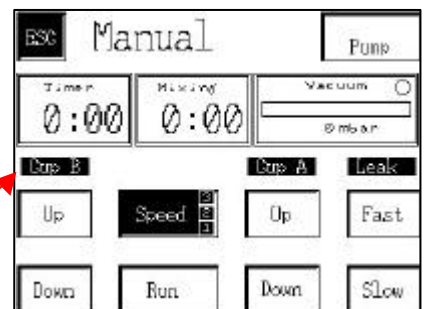 ESC Manual Pump
Timer Mixing Vacuum
0:00 0:00 0mbar
Cup B Cup A Leak
Up Speed 3 2 1 Up Fast
Down Run Down Slow